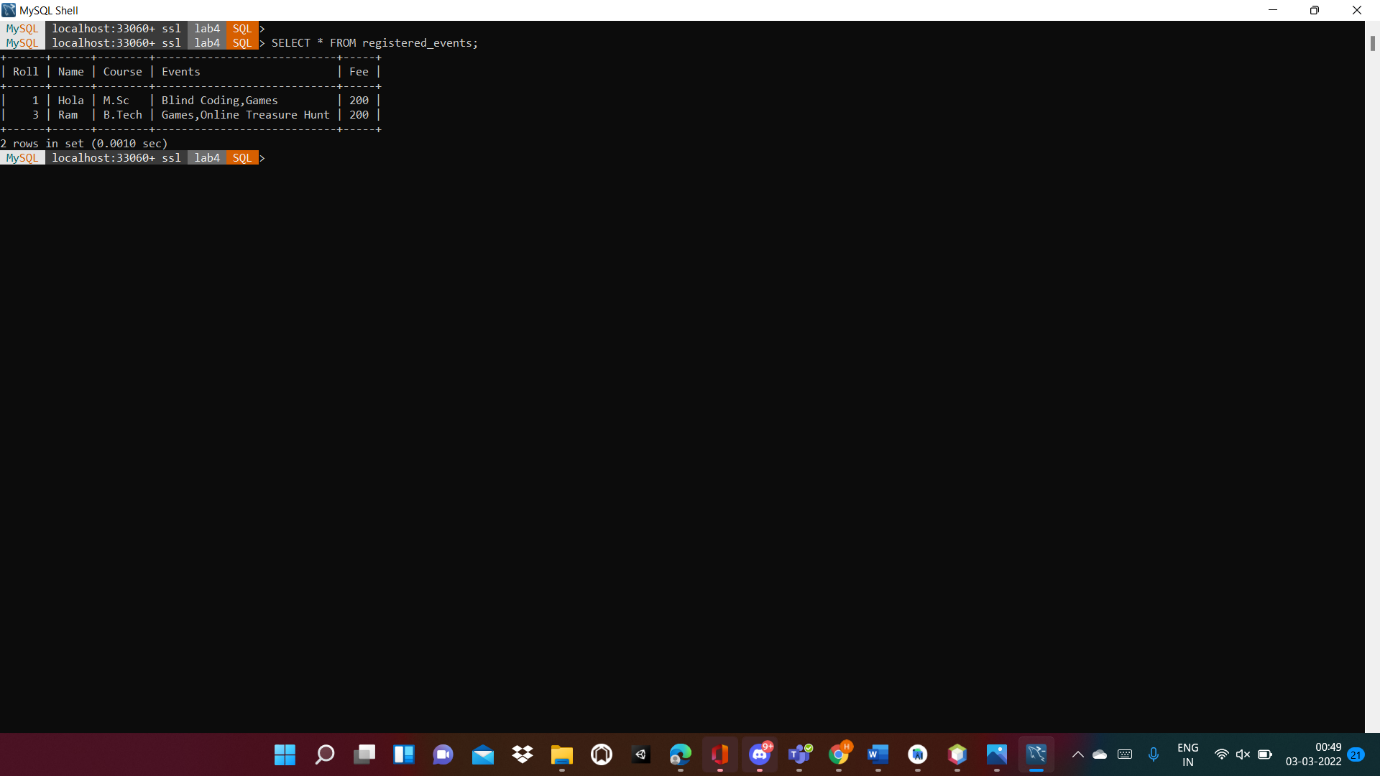 MySQL Shell
MySQL localhost:33060+ ssl lab4 SQL >
MySQL localhost:33060+ ssl lab4 SQL > SELECT * FROM registered_events;
+------+------+--------+----------------------------+-----+
| Roll | Name | Course | Events                     | Fee |
+------+------+--------+----------------------------+-----+
|    1 | Hola | M.Sc   | Blind Coding,Games         | 200 |
|    3 | Ram  | B.Tech | Games,Online Treasure Hunt | 200 |
+------+------+--------+----------------------------+-----+
2 rows in set (0.0010 sec)
MySQL localhost:33060+ ssl lab4 SQL >
9+ H W ENG 00:49
IN 03-03-2022 21